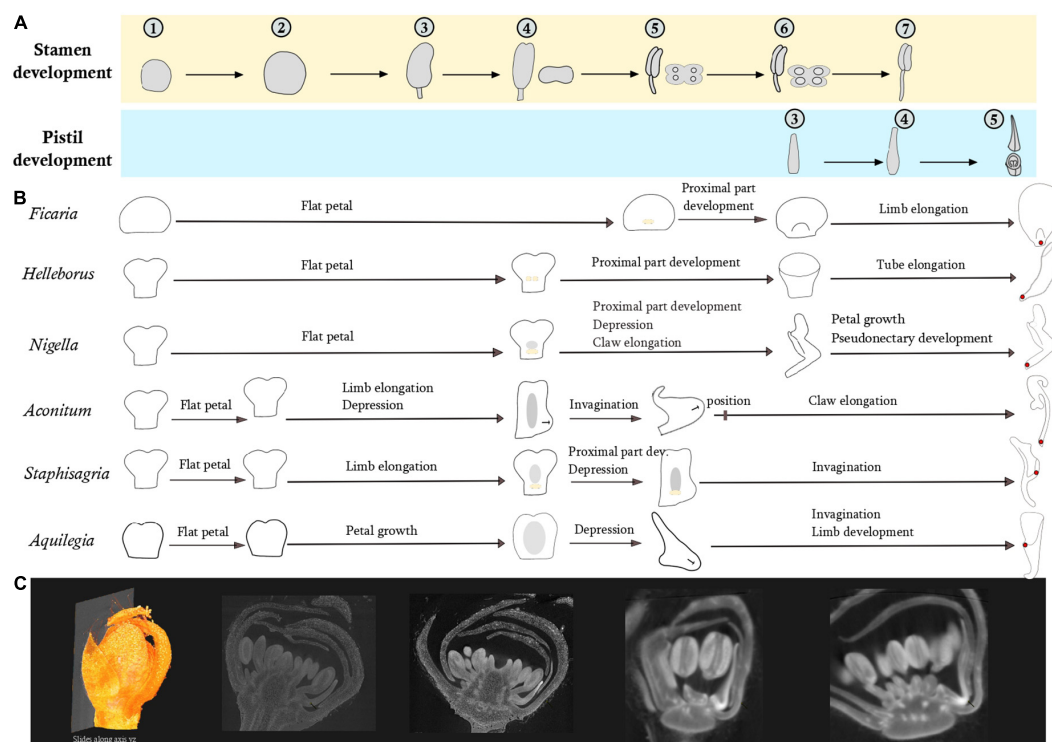 A
Stamen
development
1 2 3 4 5 6 7
Pistil
development
3 4 5
B
Ficaria
Flat petal
Proximal part
development
Limb elongation
Helleborus
Flat petal
Proximal part development
Tube elongation
Nigella
Flat petal
Proximal part development
Depression
Claw elongation
Petal growth
Pseudonectary development
Aconitum
Flat petal
Limb elongation
Depression
Invagination
position
Claw elongation
Staphisagria
Flat petal
Limb elongation
Proximal part dev.
Depression
Invagination
Aquilegia
Flat petal
Petal growth
Depression
Invagination
Limb development
C
Slides along axis yz